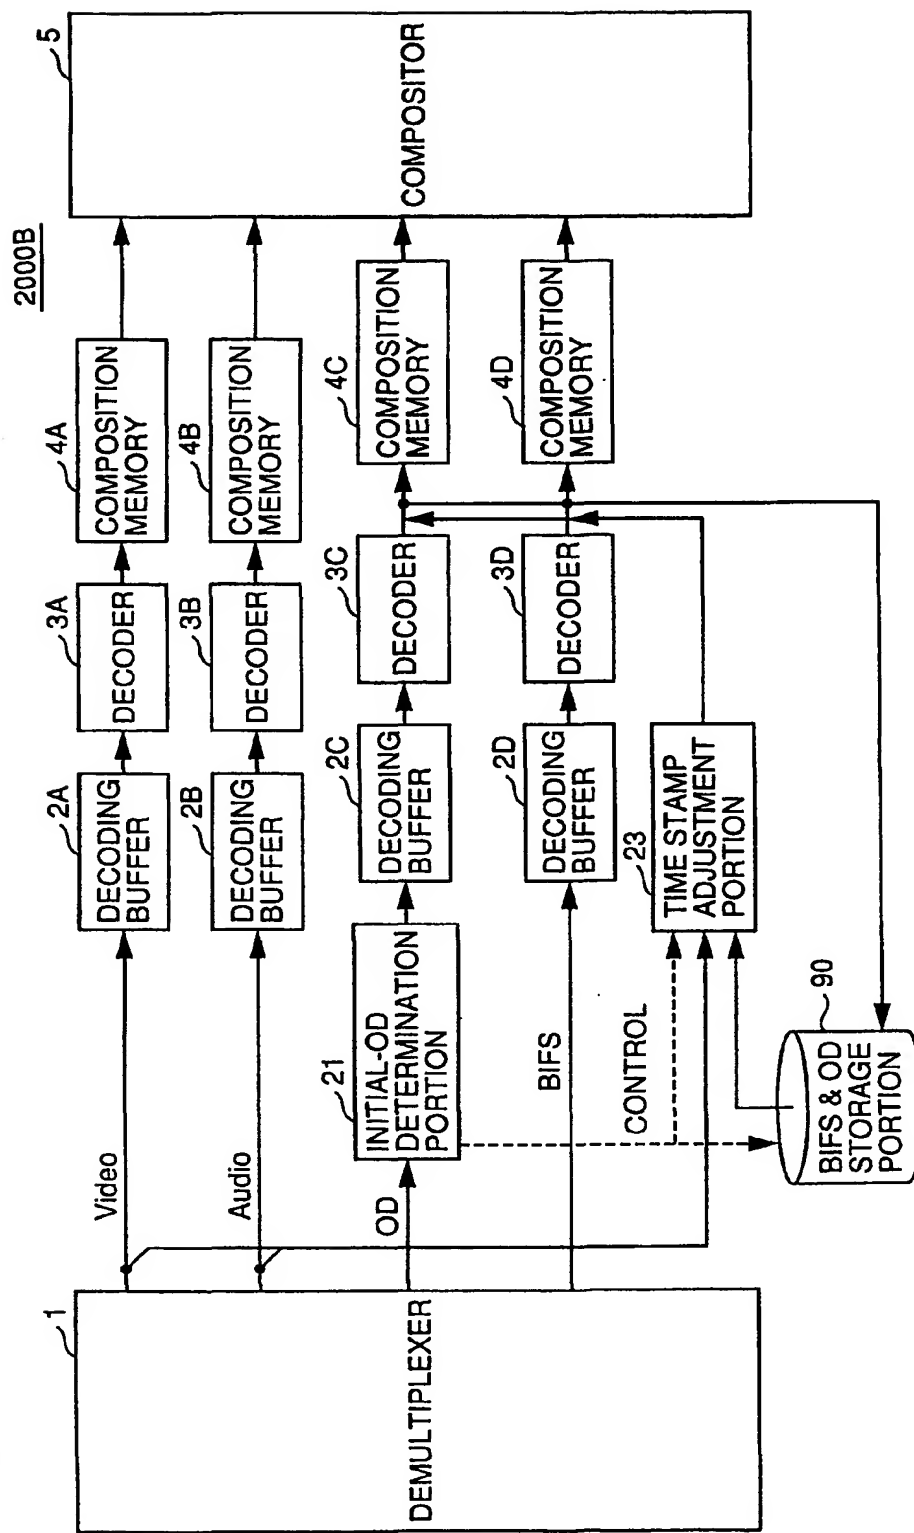 2000B
1
DEMULTIPLEXER
Video
Audio
OD
BIFS
21
INITIAL-OD
DETERMINATION
PORTION
CONTROL
2A
DECODING
BUFFER
3A
DECODER
4A
COMPOSITION
MEMORY
2B
DECODING
BUFFER
3B
DECODER
4B
COMPOSITION
MEMORY
2C
DECODING
BUFFER
3C
DECODER
4C
COMPOSITION
MEMORY
2D
DECODING
BUFFER
3D
DECODER
4D
COMPOSITION
MEMORY
23
TIME STAMP
ADJUSTMENT
PORTION
90
BIFS & OD
STORAGE
PORTION
5
COMPOSITOR